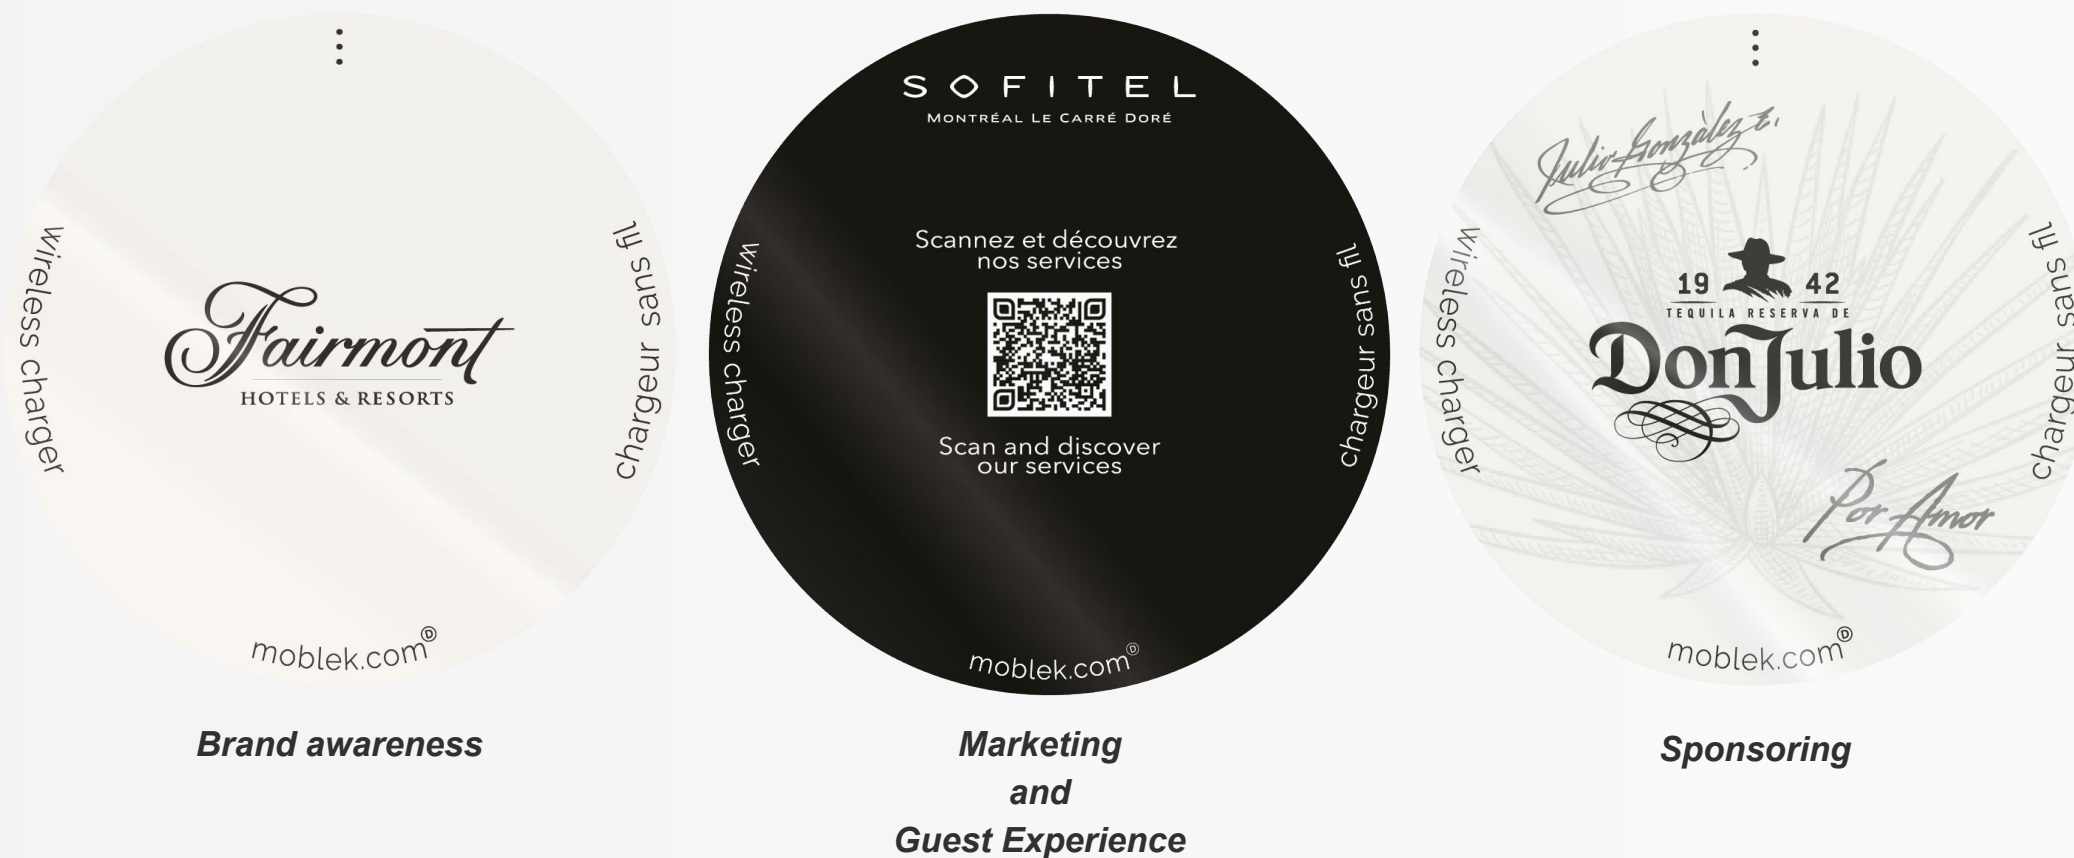 wireless charger
Fairmont
HOTELS & RESORTS
chargeur sans fil
moblek.com
Brand awareness
SOFITEL
MONTRÉAL LE CARRÉ DORÉ
wireless charger
Scannez et découvrez
nos services
Scan and discover
our services
chargeur sans fil
moblek.com
Marketing
and
Guest Experience
Julio González E.
wireless charger
19 42
TEQUILA RESERVA DE
Don Julio
Por Amor
chargeur sans fil
moblek.com
Sponsoring